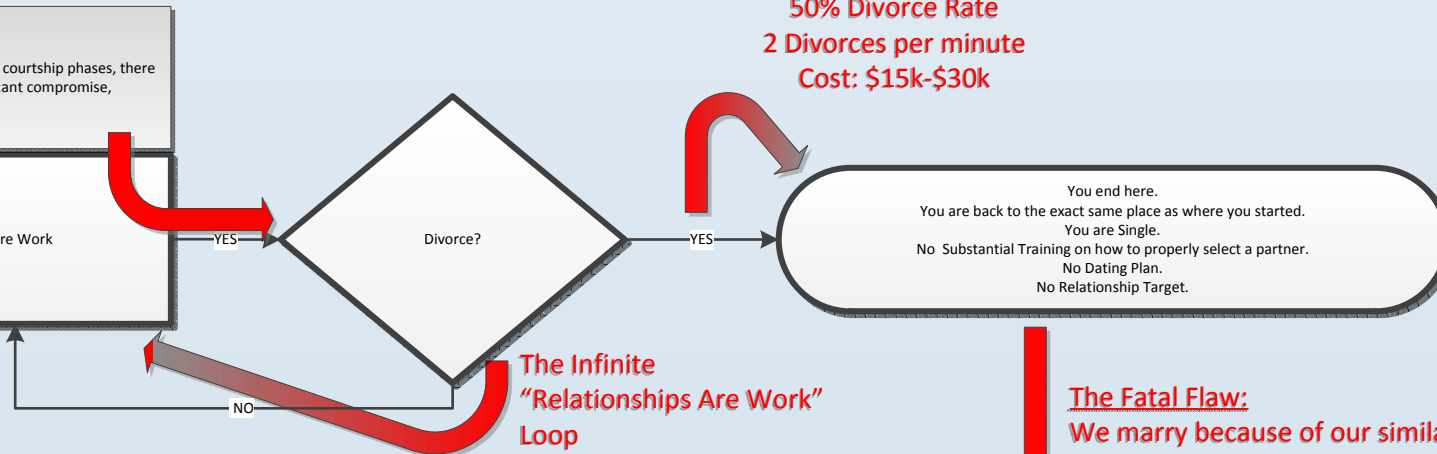 50% Divorce Rate
2 Divorces per minute
Cost: $15k-$30k
courtship phases, there
compromise,
Work
YES
Divorce?
YES
You end here.
You are back to the exact same place as where you started.
You are Single.
No Substantial Training on how to properly select a partner.
No Dating Plan.
No Relationship Target.
NO
The Infinite
“Relationships Are Work”
Loop
The Fatal Flaw:
We marry because of our